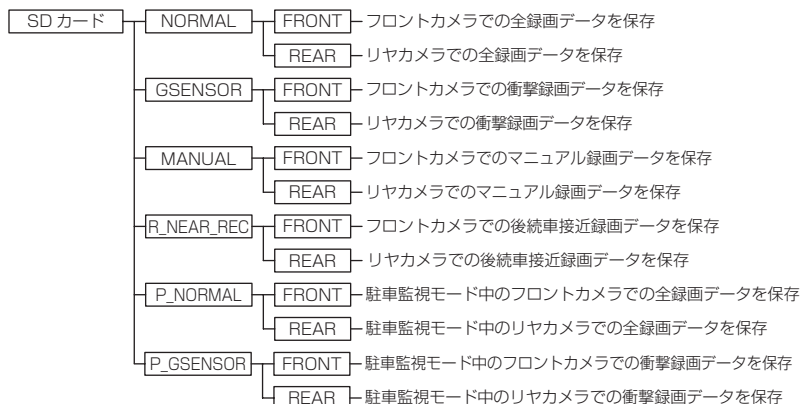 SD カード NORMAL FRONT フロントカメラでの全録画データを保存
REAR リヤカメラでの全録画データを保存
GSENSOR FRONT フロントカメラでの衝撃録画データを保存
REAR リヤカメラでの衝撃録画データを保存
MANUAL FRONT フロントカメラでのマニュアル録画データを保存
REAR リヤカメラでのマニュアル録画データを保存
R_NEAR_REC FRONT フロントカメラでの後続車接近録画データを保存
REAR リヤカメラでの後続車接近録画データを保存
P_NORMAL FRONT 駐車監視モード中のフロントカメラでの全録画データを保存
REAR 駐車監視モード中のリヤカメラでの全録画データを保存
P_GSENSOR FRONT 駐車監視モード中のフロントカメラでの衝撃録画データを保存
REAR 駐車監視モード中のリヤカメラでの衝撃録画データを保存